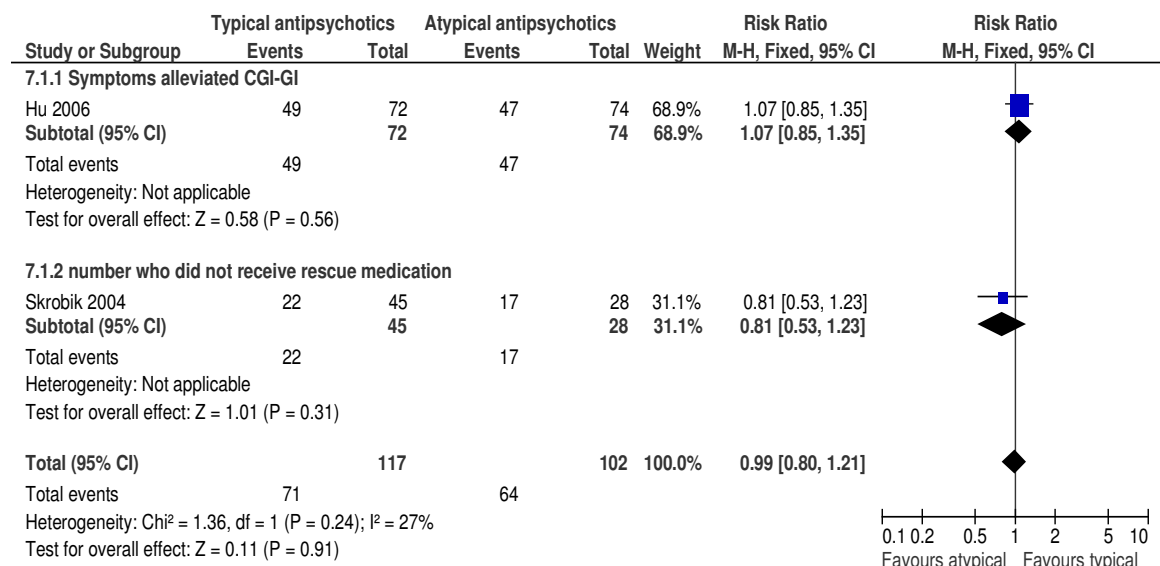 Typical antipsychotics Atypical antipsychotics Risk Ratio Risk Ratio
Study or Subgroup Events Total Events Total Weight M-H, Fixed, 95% CI M-H, Fixed, 95% CI
7.1.1 Symptoms alleviated CGI-GI
Hu 2006 49 72 47 74 68.9% 1.07 [0.85, 1.35]
Subtotal (95% CI) 72 74 68.9% 1.07 [0.85, 1.35]
Total events 49 47
Heterogeneity: Not applicable
Test for overall effect: Z = 0.58 (P = 0.56)
7.1.2 number who did not receive rescue medication
Skrobik 2004 22 45 17 28 31.1% 0.81 [0.53, 1.23]
Subtotal (95% CI) 45 28 31.1% 0.81 [0.53, 1.23]
Total events 22 17
Heterogeneity: Not applicable
Test for overall effect: Z = 1.01 (P = 0.31)
Total (95% CI) 117 102 100.0% 0.99 [0.80, 1.21]
Total events 71 64
Heterogeneity: Chi² = 1.36, df = 1 (P = 0.24); I² = 27%
Test for overall effect: Z = 0.11 (P = 0.91)
0.1 0.2 0.5 1 2 5 10
Favours atypical Favours typical